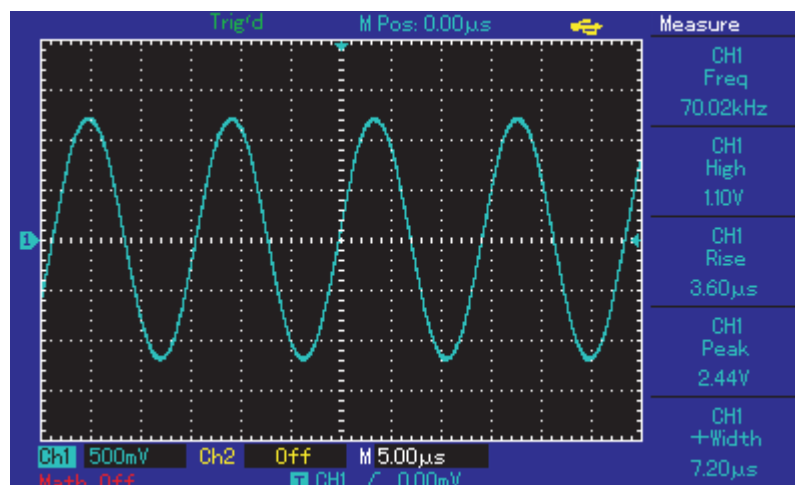 Trig'd M Pos: 0.00µs
Measure
CH1
Freq
70.02kHz
CH1
High
1.10V
1
CH1
Rise
3.60µs
CH1
Peak
2.44V
CH1
+Width
7.20µs
Ch1 500mV Ch2 Off M 5.00µs
Math Off T CH1 0.00mV